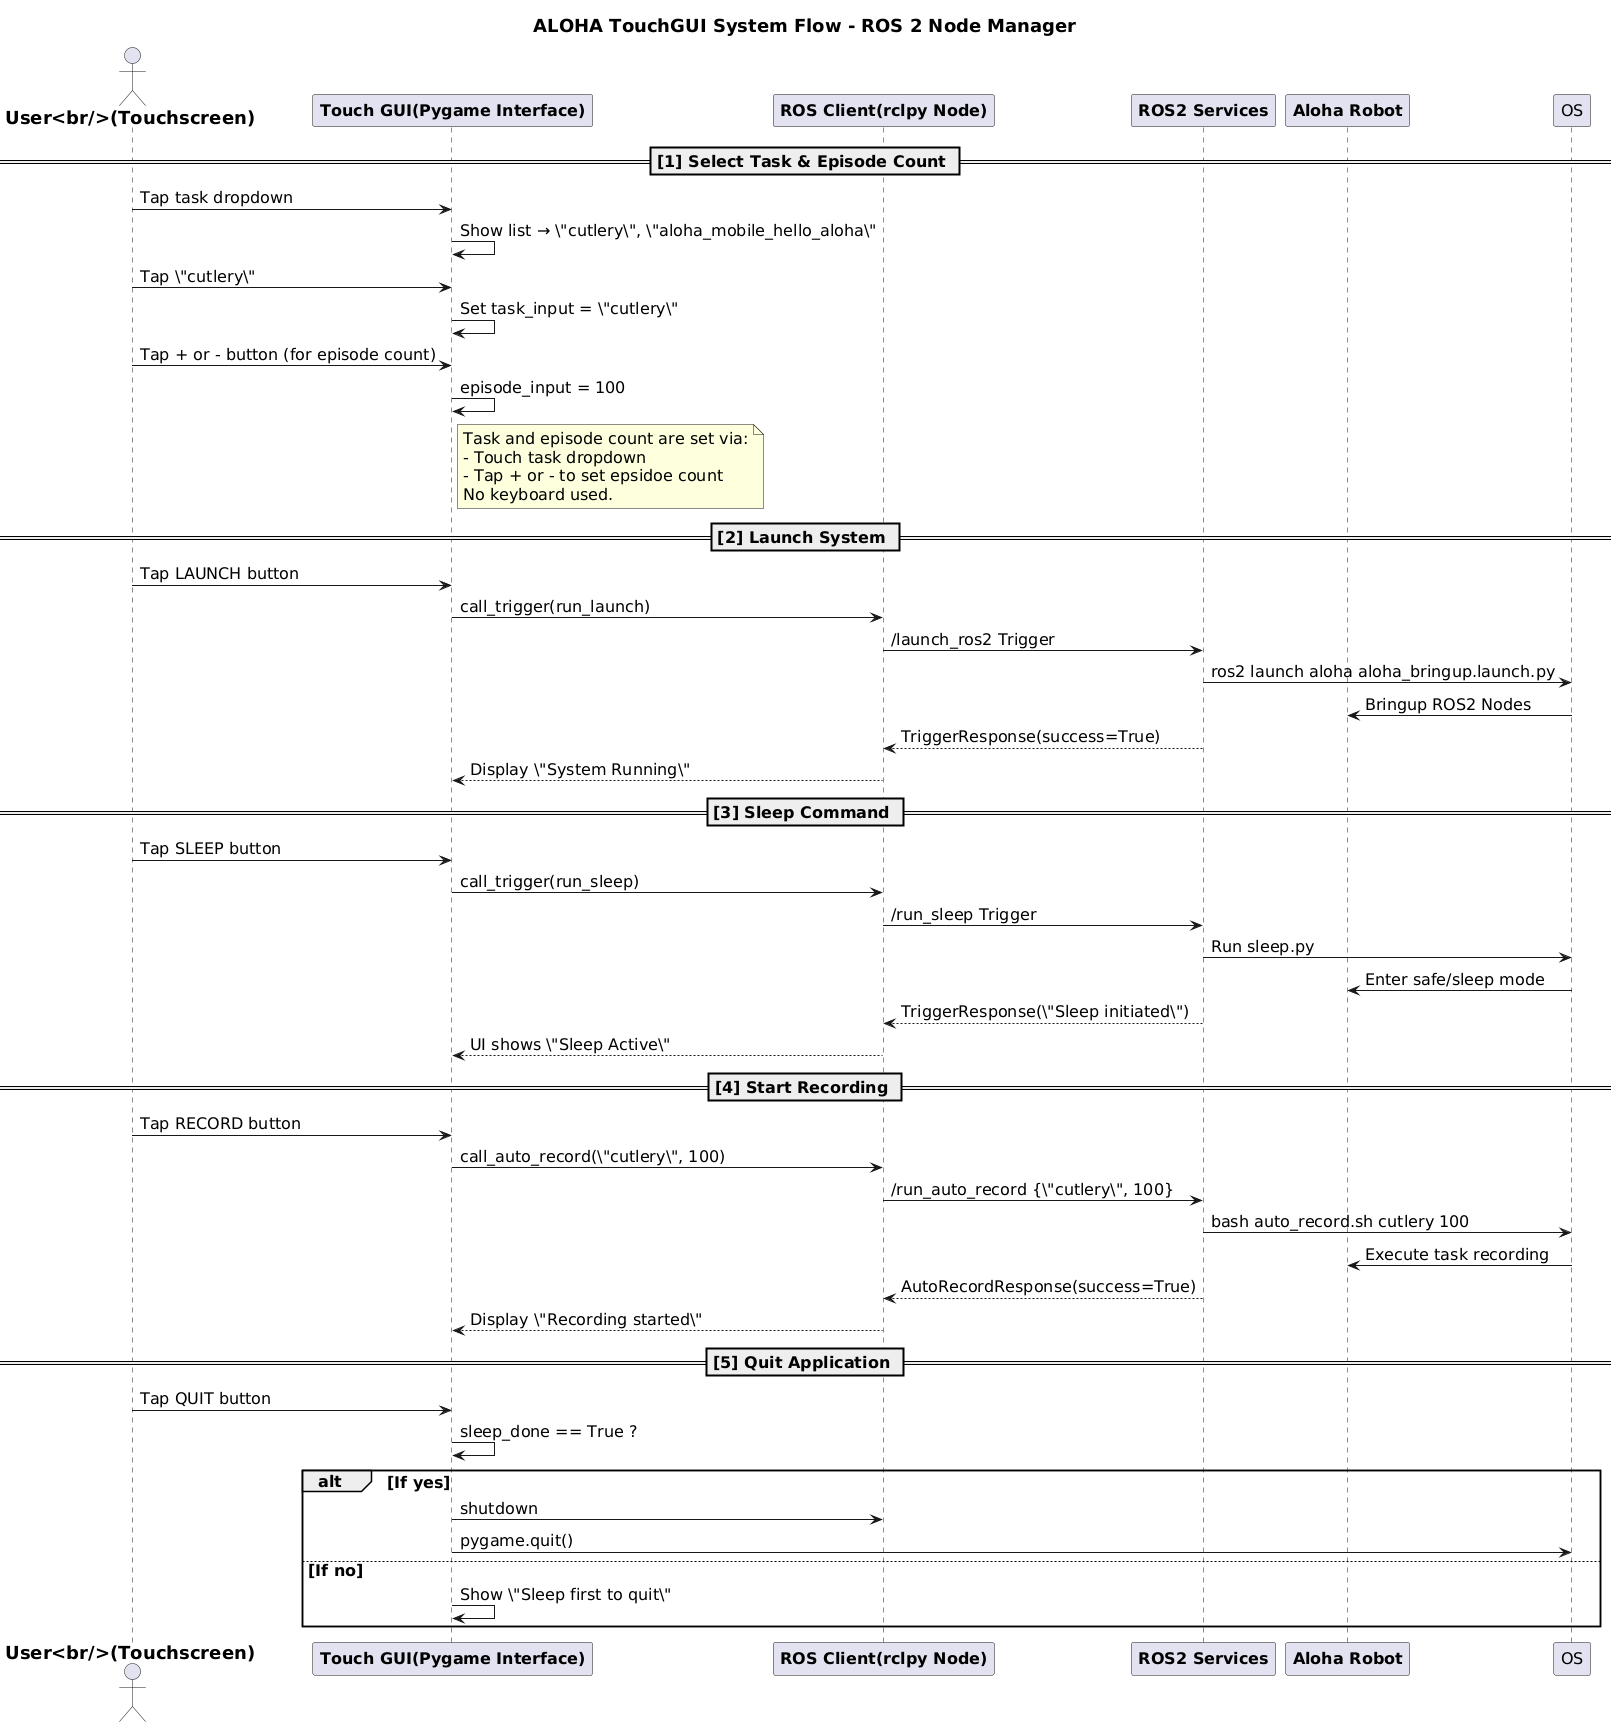 ALOHA TouchGUI System Flow - ROS 2 Node Manager
User<br/>(Touchscreen)
Touch GUI(Pygame Interface)
ROS Client(rclpy Node)
ROS2 Services
Aloha Robot
OS
[1] Select Task & Episode Count
Tap task dropdown
Show list → \"cutlery\", \"aloha_mobile_hello_aloha\"
Tap \"cutlery\"
Set task_input = \"cutlery\"
Tap + or - button (for episode count)
episode_input = 100
Task and episode count are set via:
- Touch task dropdown
- Tap + or - to set epsidoe count
No keyboard used.
[2] Launch System
Tap LAUNCH button
call_trigger(run_launch)
/launch_ros2 Trigger
ros2 launch aloha aloha_bringup.launch.py
Bringup ROS2 Nodes
TriggerResponse(success=True)
Display \"System Running\"
[3] Sleep Command
Tap SLEEP button
call_trigger(run_sleep)
/run_sleep Trigger
Run sleep.py
Enter safe/sleep mode
TriggerResponse(\"Sleep initiated\")
UI shows \"Sleep Active\"
[4] Start Recording
Tap RECORD button
call_auto_record(\"cutlery\", 100)
/run_auto_record {\"cutlery\", 100}
bash auto_record.sh cutlery 100
Execute task recording
AutoRecordResponse(success=True)
Display \"Recording started\"
[5] Quit Application
Tap QUIT button
sleep_done == True ?
alt [If yes]
shutdown
pygame.quit()
[If no]
Show \"Sleep first to quit\"
User<br/>(Touchscreen)
Touch GUI(Pygame Interface)
ROS Client(rclpy Node)
ROS2 Services
Aloha Robot
OS